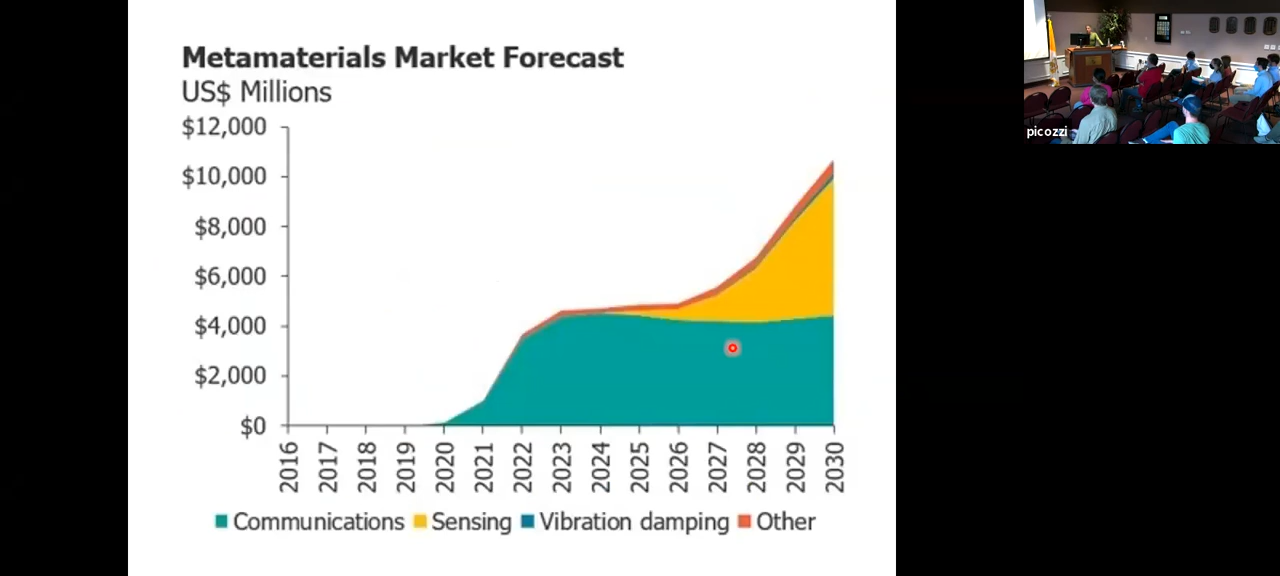 Metamaterials Market Forecast
US$ Millions
$12,000
$10,000
$8,000
$6,000
$4,000
$2,000
$0
2016 2017 2018 2019 2020 2021 2022 2023 2024 2025 2026 2027 2028 2029 2030
Communications Sensing Vibration damping Other
picozzi